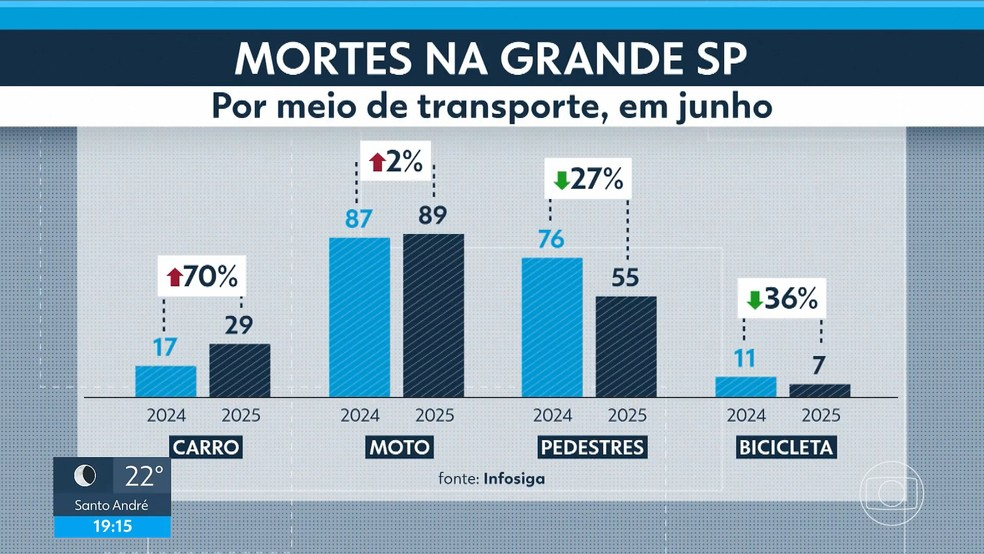 MORTES NA GRANDE SP
Por meio de transporte, em junho
70%
17
29
2024
2025
CARRO
2%
87
89
2024
2025
MOTO
27%
76
55
2024
2025
PEDESTRES
36%
11
7
2024
2025
BICICLETA
fonte: Infosiga
22°
Santo André
19:15